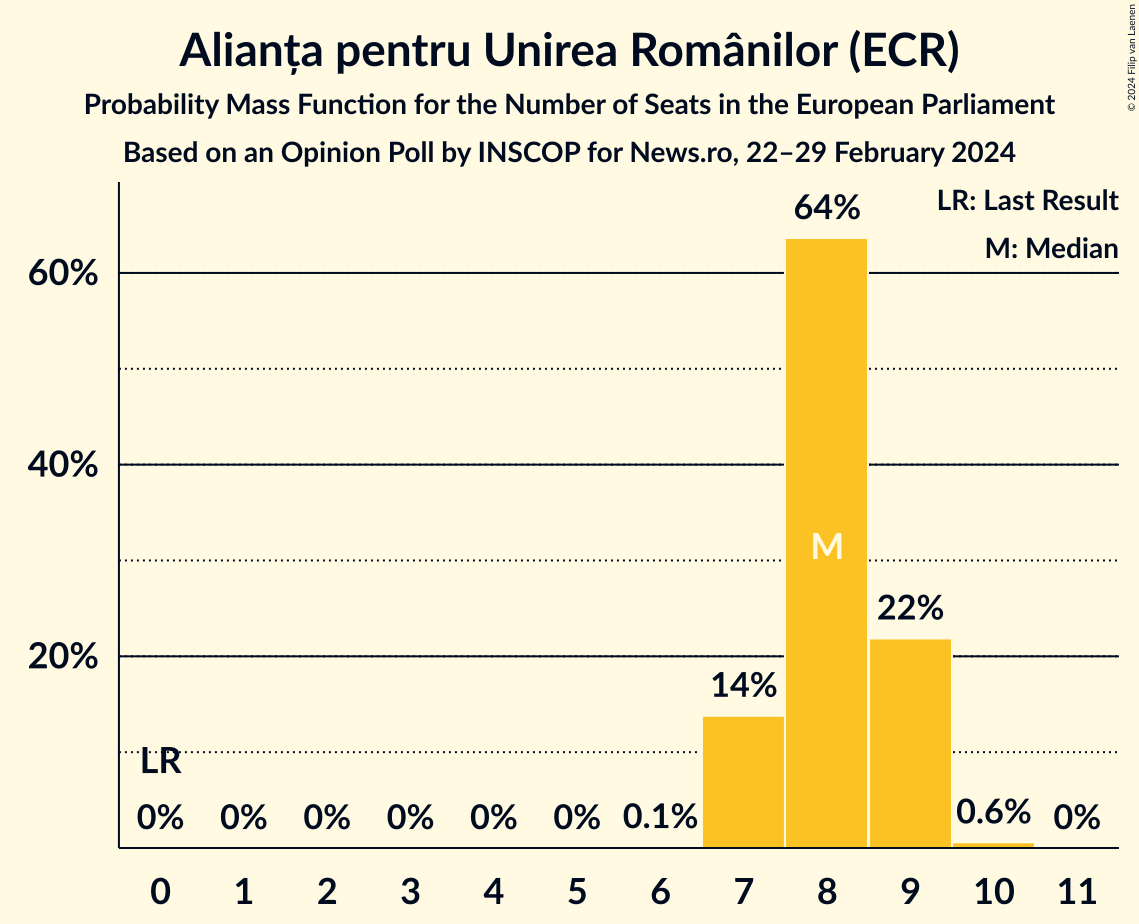 Alianța pentru Unirea Românilor (ECR)
Probability Mass Function for the Number of Seats in the European Parliament
Based on an Opinion Poll by INSCOP for News.ro, 22–29 February 2024
© 2024 Filip van Laenen
LR: Last Result
M: Median
64%
60%
40%
M
22%
20%
14%
LR
0% 0% 0% 0% 0% 0% 0.1% 0.6% 0%
0 1 2 3 4 5 6 7 8 9 10 11